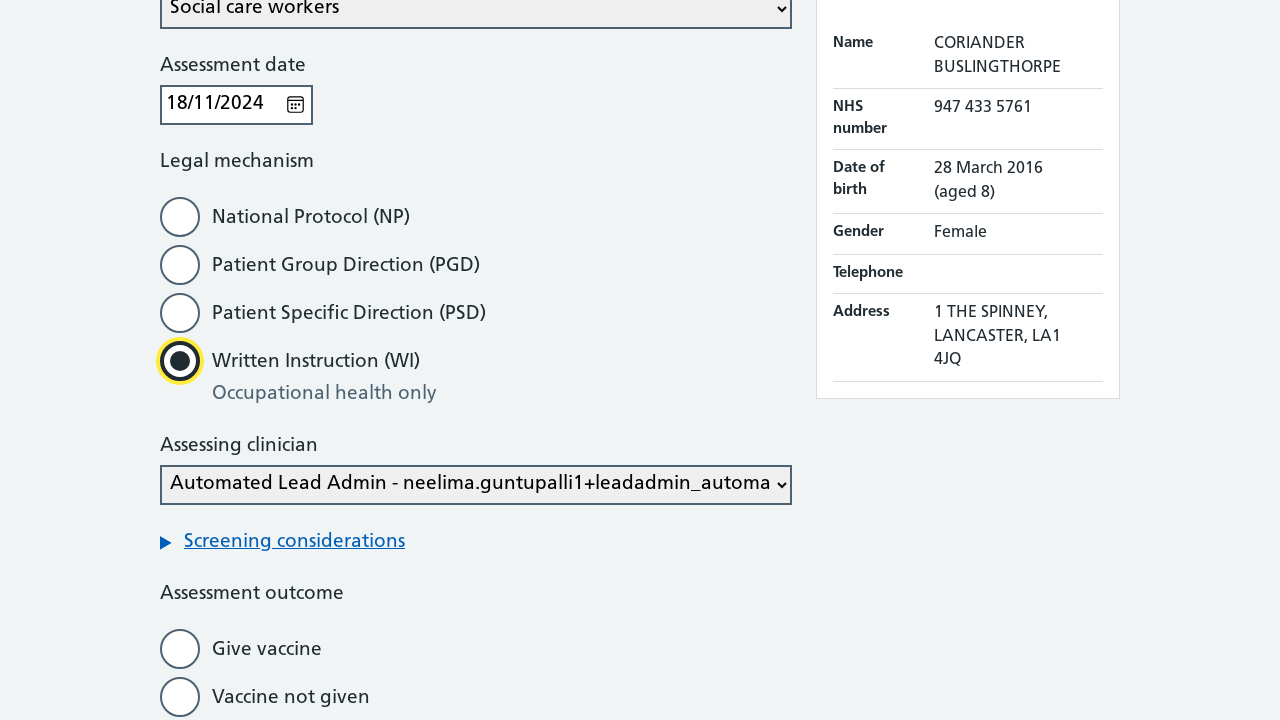 Social care workers
Assessment date
18/11/2024
Legal mechanism
National Protocol (NP)
Patient Group Direction (PGD)
Patient Specific Direction (PSD)
Written Instruction (WI)
Occupational health only
Assessing clinician
Automated Lead Admin - neelima.guntupalli1+leadadmin_automa
Screening considerations
Assessment outcome
Give vaccine
Vaccine not given
Name CORIANDER
BUSLINGTHORPE
NHS 947 433 5761
number
Date of 28 March 2016
birth (aged 8)
Gender Female
Telephone
Address 1 THE SPINNEY,
LANCASTER, LA1
4JQ